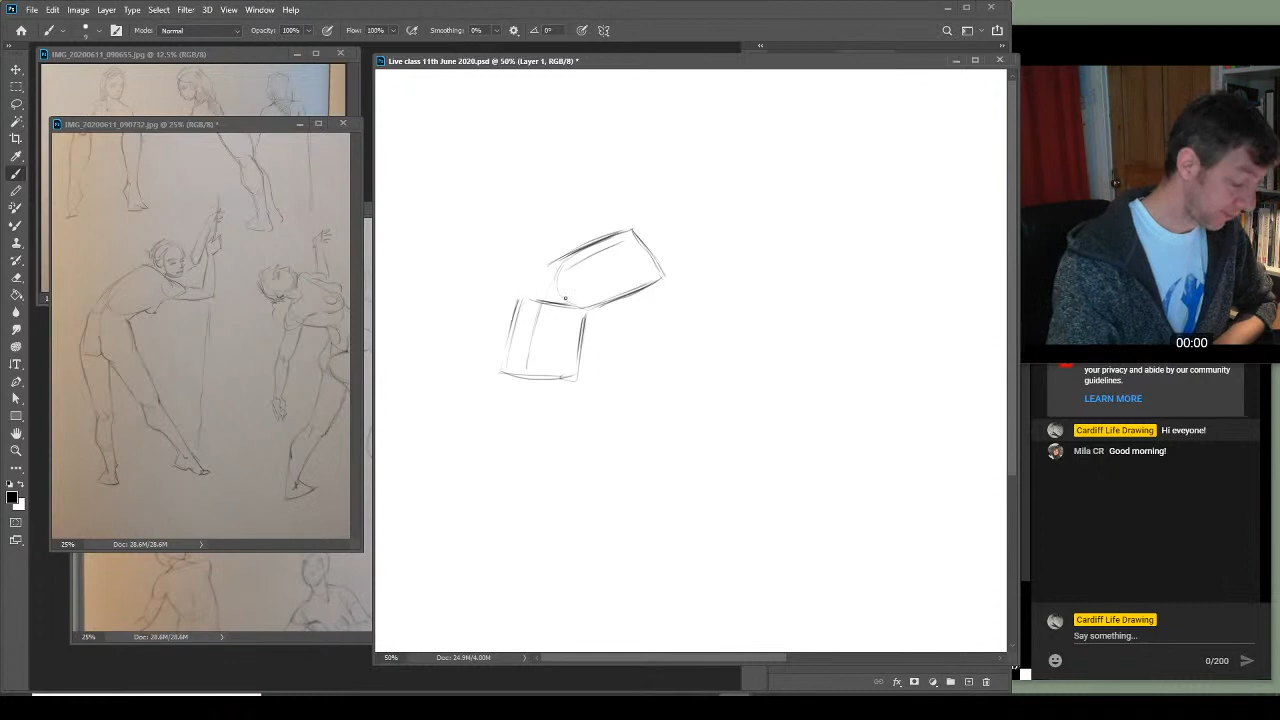 File Edit Image Layer Type Select Filter 3D View Window Help
Mode: Normal Opacity: 100% Flow: 100% Smoothing: 0% 0°
IMG_20200611_090655.jpg @ 12.5% (RGB/8)
Live class 11th June 2020.psd @ 50% (Layer 1, RGB/8) *
IMG_20200611_090732.jpg @ 25% (RGB/8) *
00:00
your privacy and abide by our community
guidelines.
LEARN MORE
Cardiff Life Drawing Hi eveyone!
Mila CR Good morning!
25% Doc: 28.6M/28.6M
Cardiff Life Drawing
Say something...
25% Doc: 28.6M/28.6M
50% Doc: 24.9M/4.00M
0/200